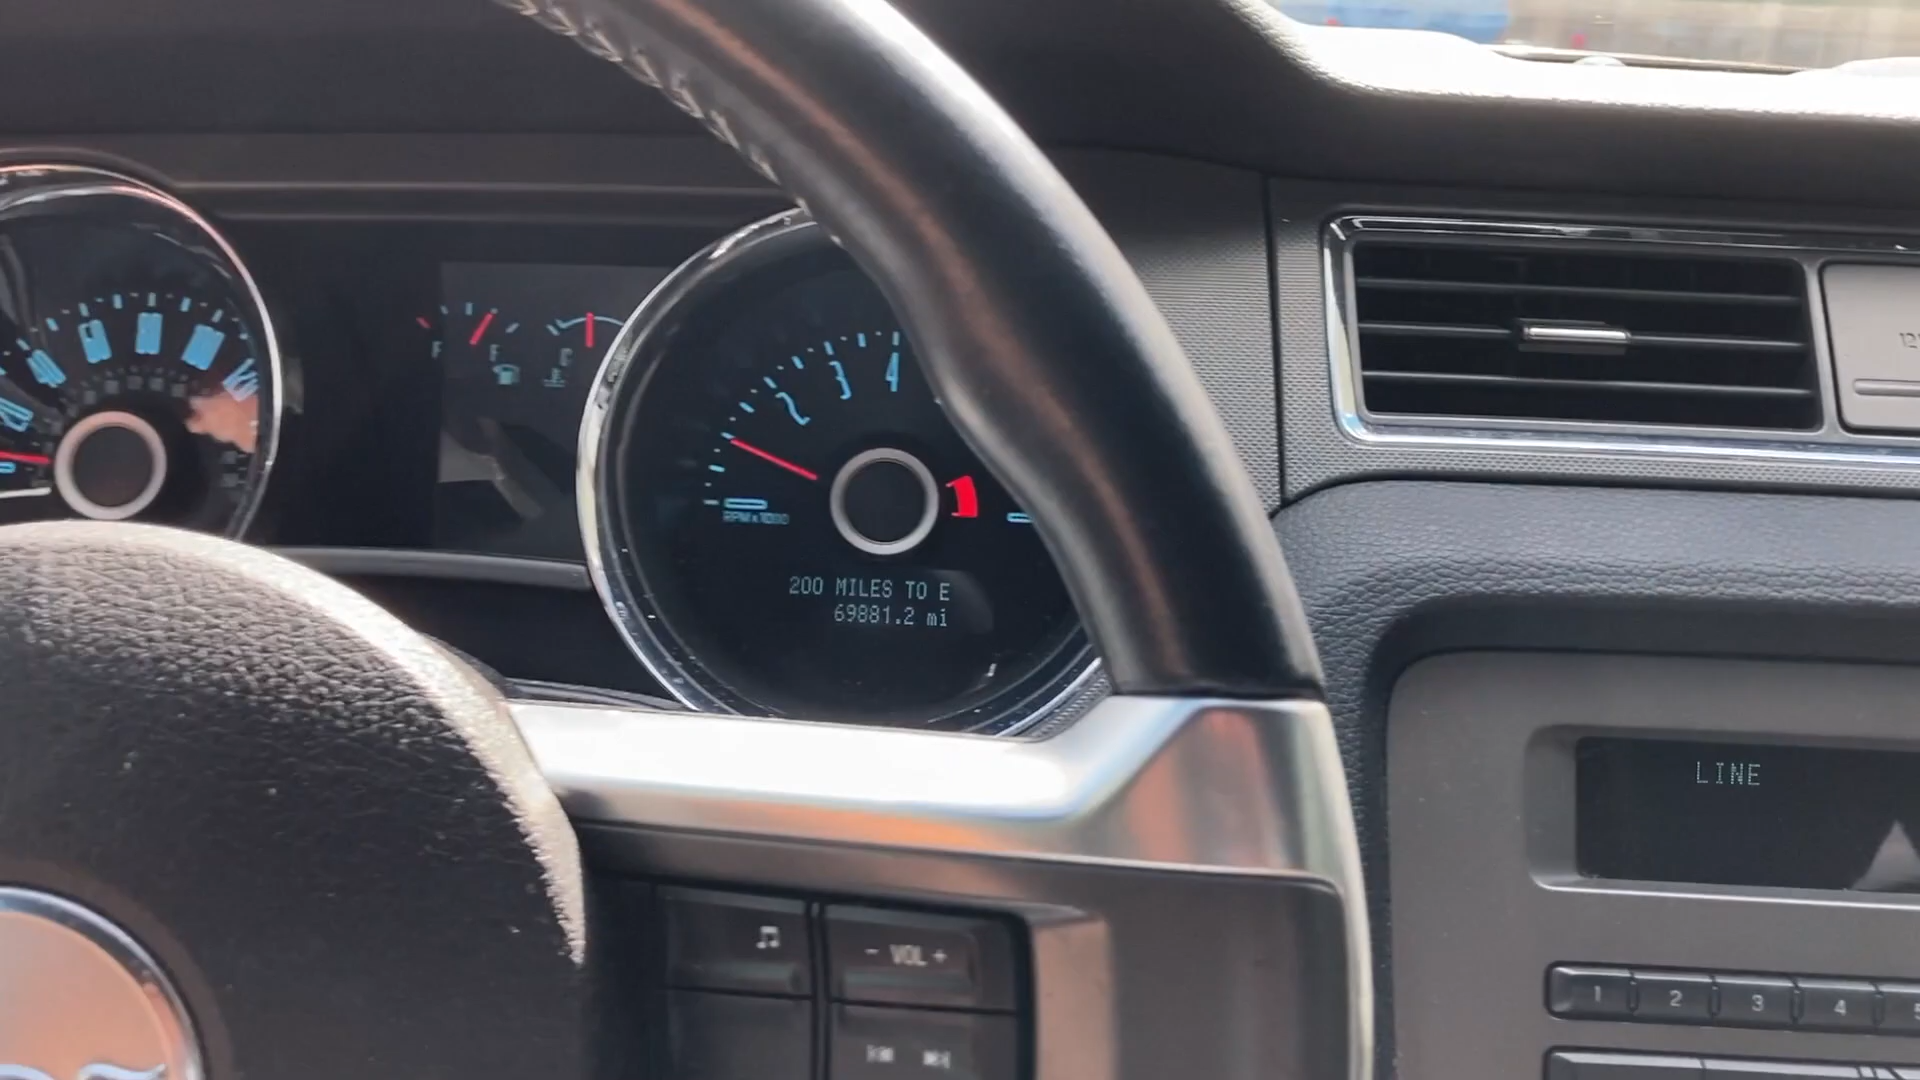 2 3 4
RPM x 1000
200 MILES TO E
69881.2 mi
F
C
LINE
- VOL +
1 2 3 4